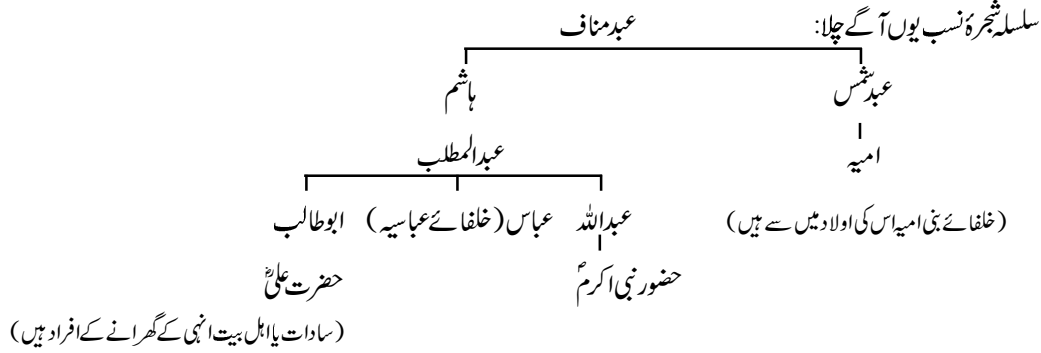 سلسلہ شجرۂ نسب یوں آگے چلا: عبدمناف
عبدشمس ہاشم
امیہ عبدالمطلب
(خلفائے بنی امیہ اس کی اولاد میں سے ہیں) عبداللہ عباس (خلفائے عباسیہ) ابوطالب
حضور نبی اکرمؐ حضرت علیؓ
(سادات یا اہل بیت انہی کے گھرانے کے افراد ہیں)